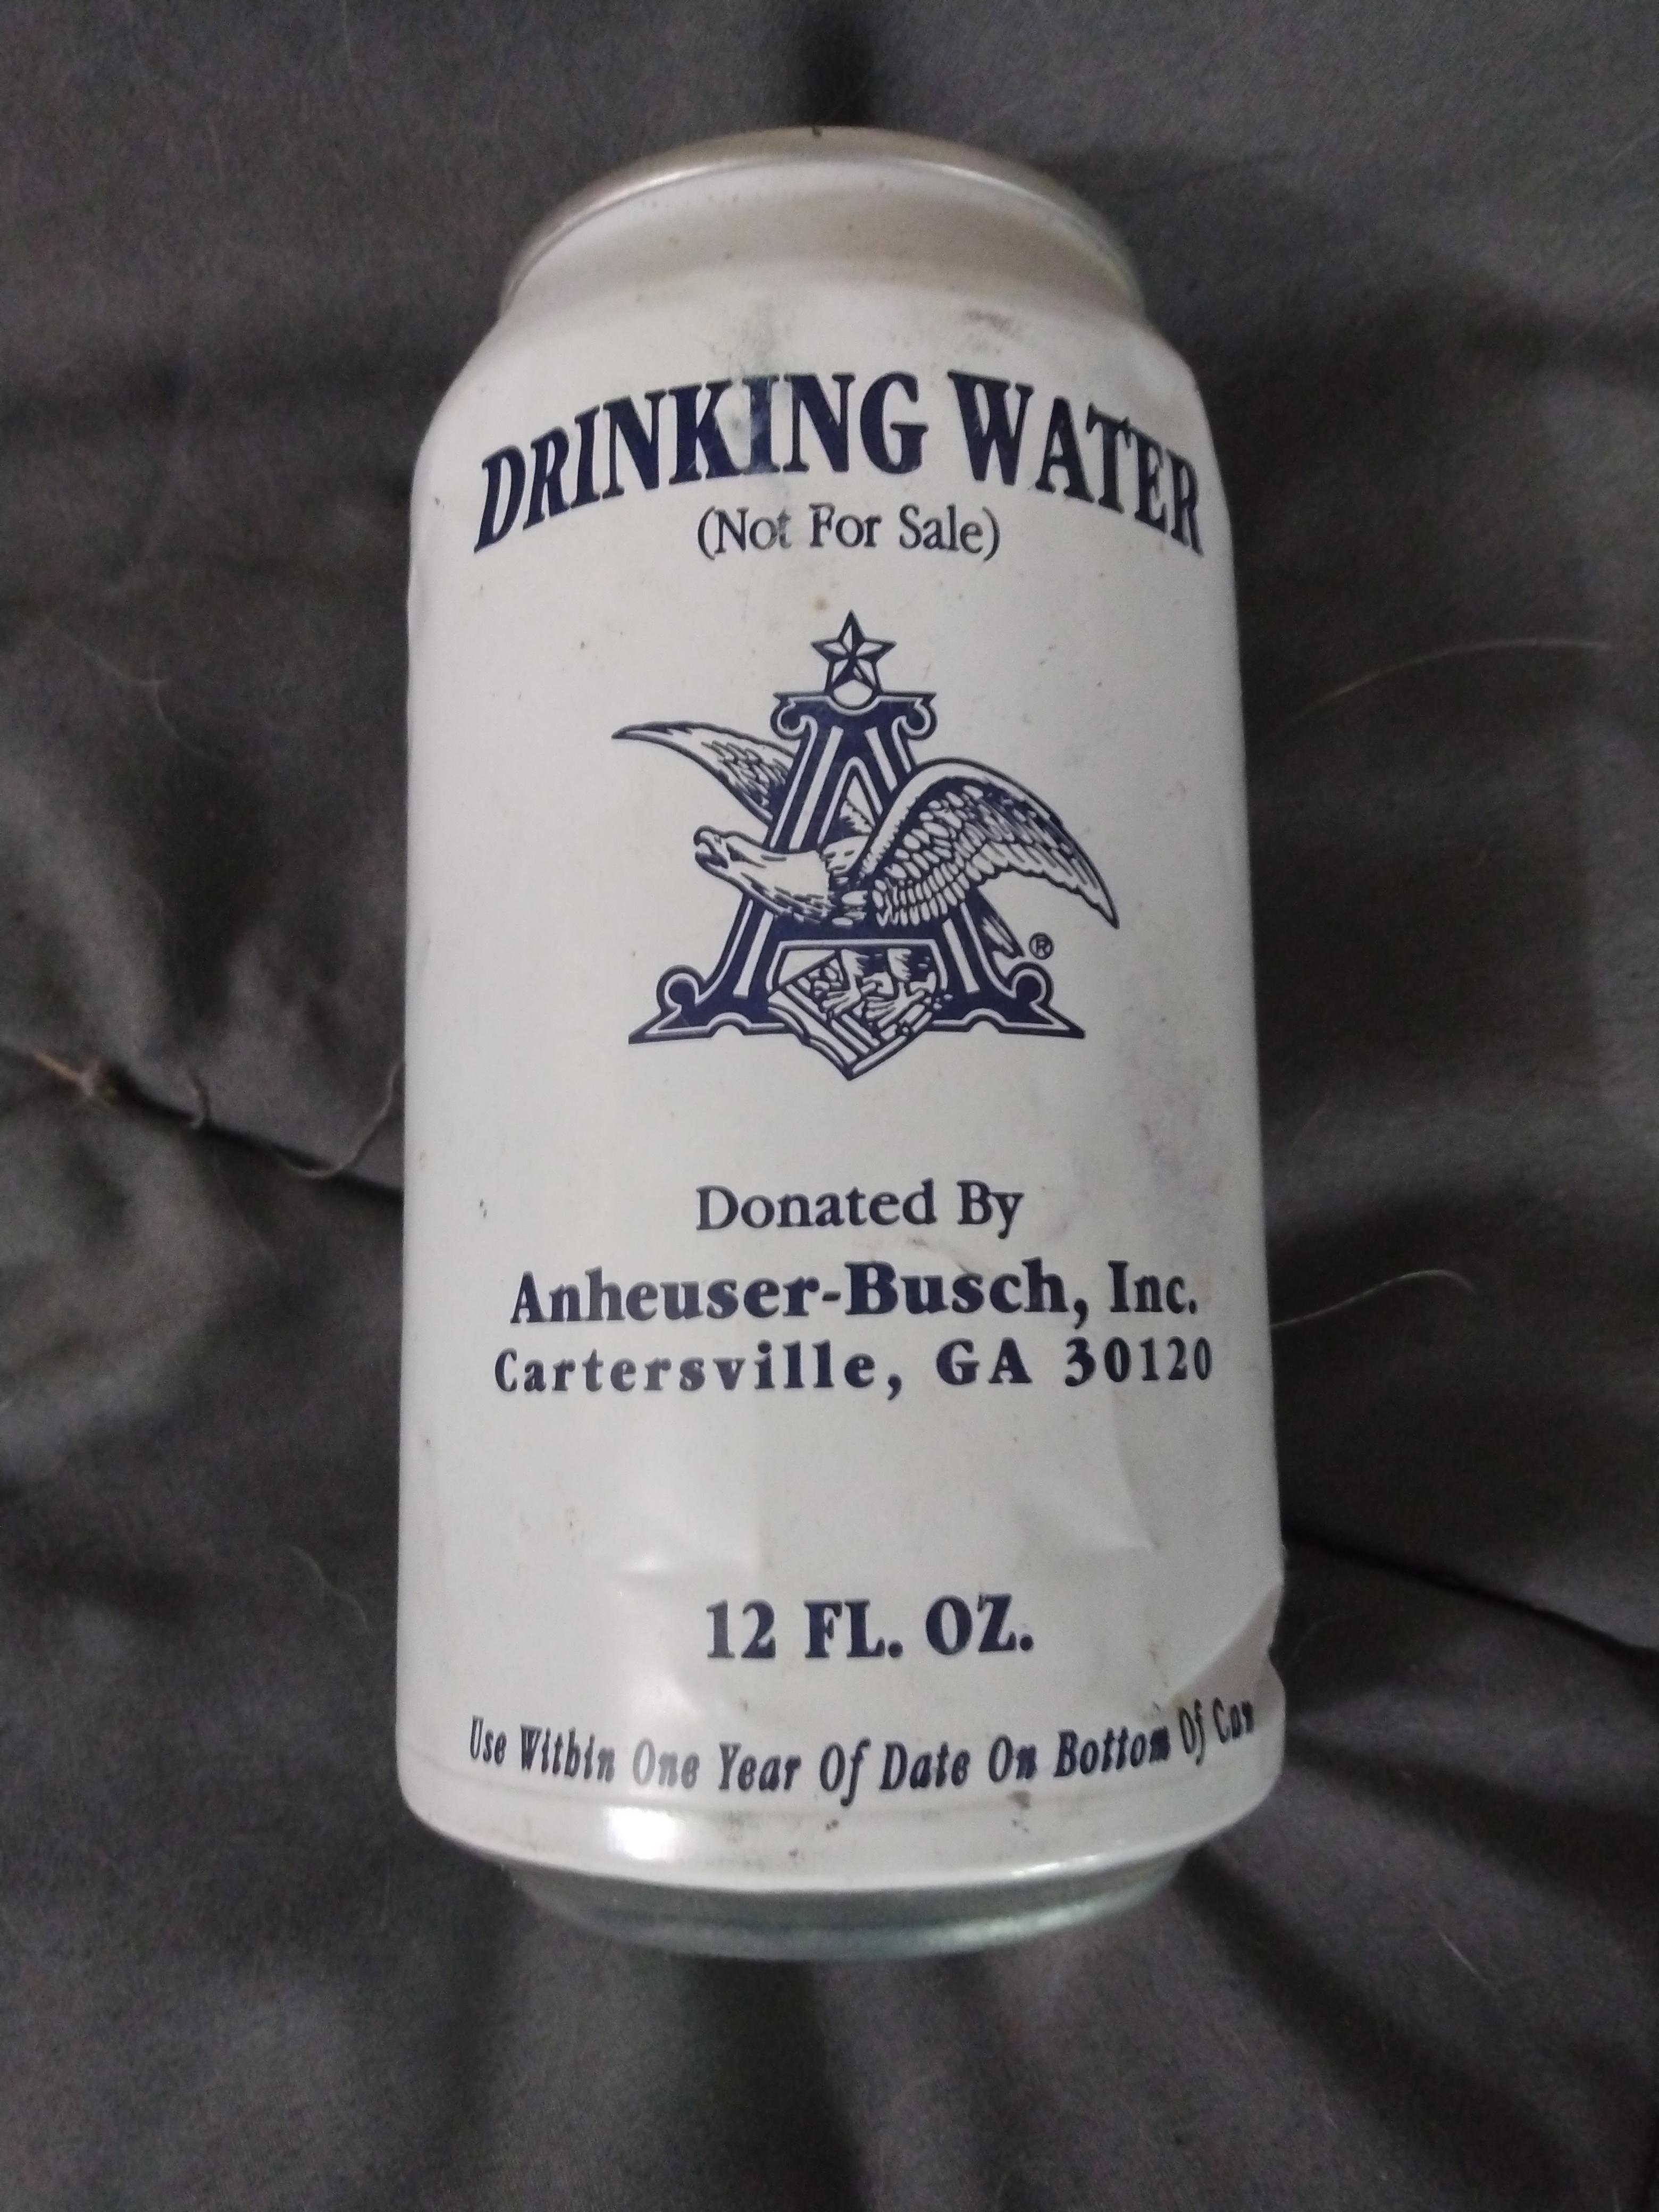 DRINKING WATER
(Not For Sale)
A
®
Donated By
Anheuser-Busch, Inc.
Cartersville, GA 30120
12 FL. OZ.
Use Within One Year Of Date On Bottom Of Can